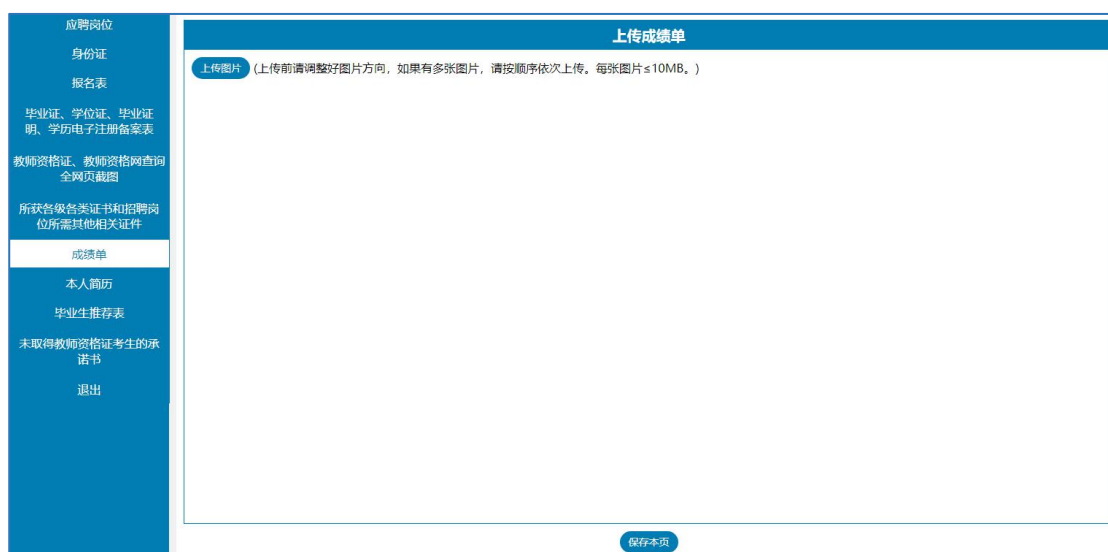 应聘岗位
身份证
报名表
毕业证、学位证、毕业证
明、学历电子注册备案表
教师资格证、教师资格网查询
全网页截图
所获各级各类证书和招聘岗
位所需其他相关证件
成绩单
本人简历
毕业生推荐表
未取得教师资格证考生的承
诺书
退出
上传成绩单
上传图片 (上传前请调整好图片方向，如果有多张图片，请按顺序依次上传。每张图片≤10MB。)
保存本页